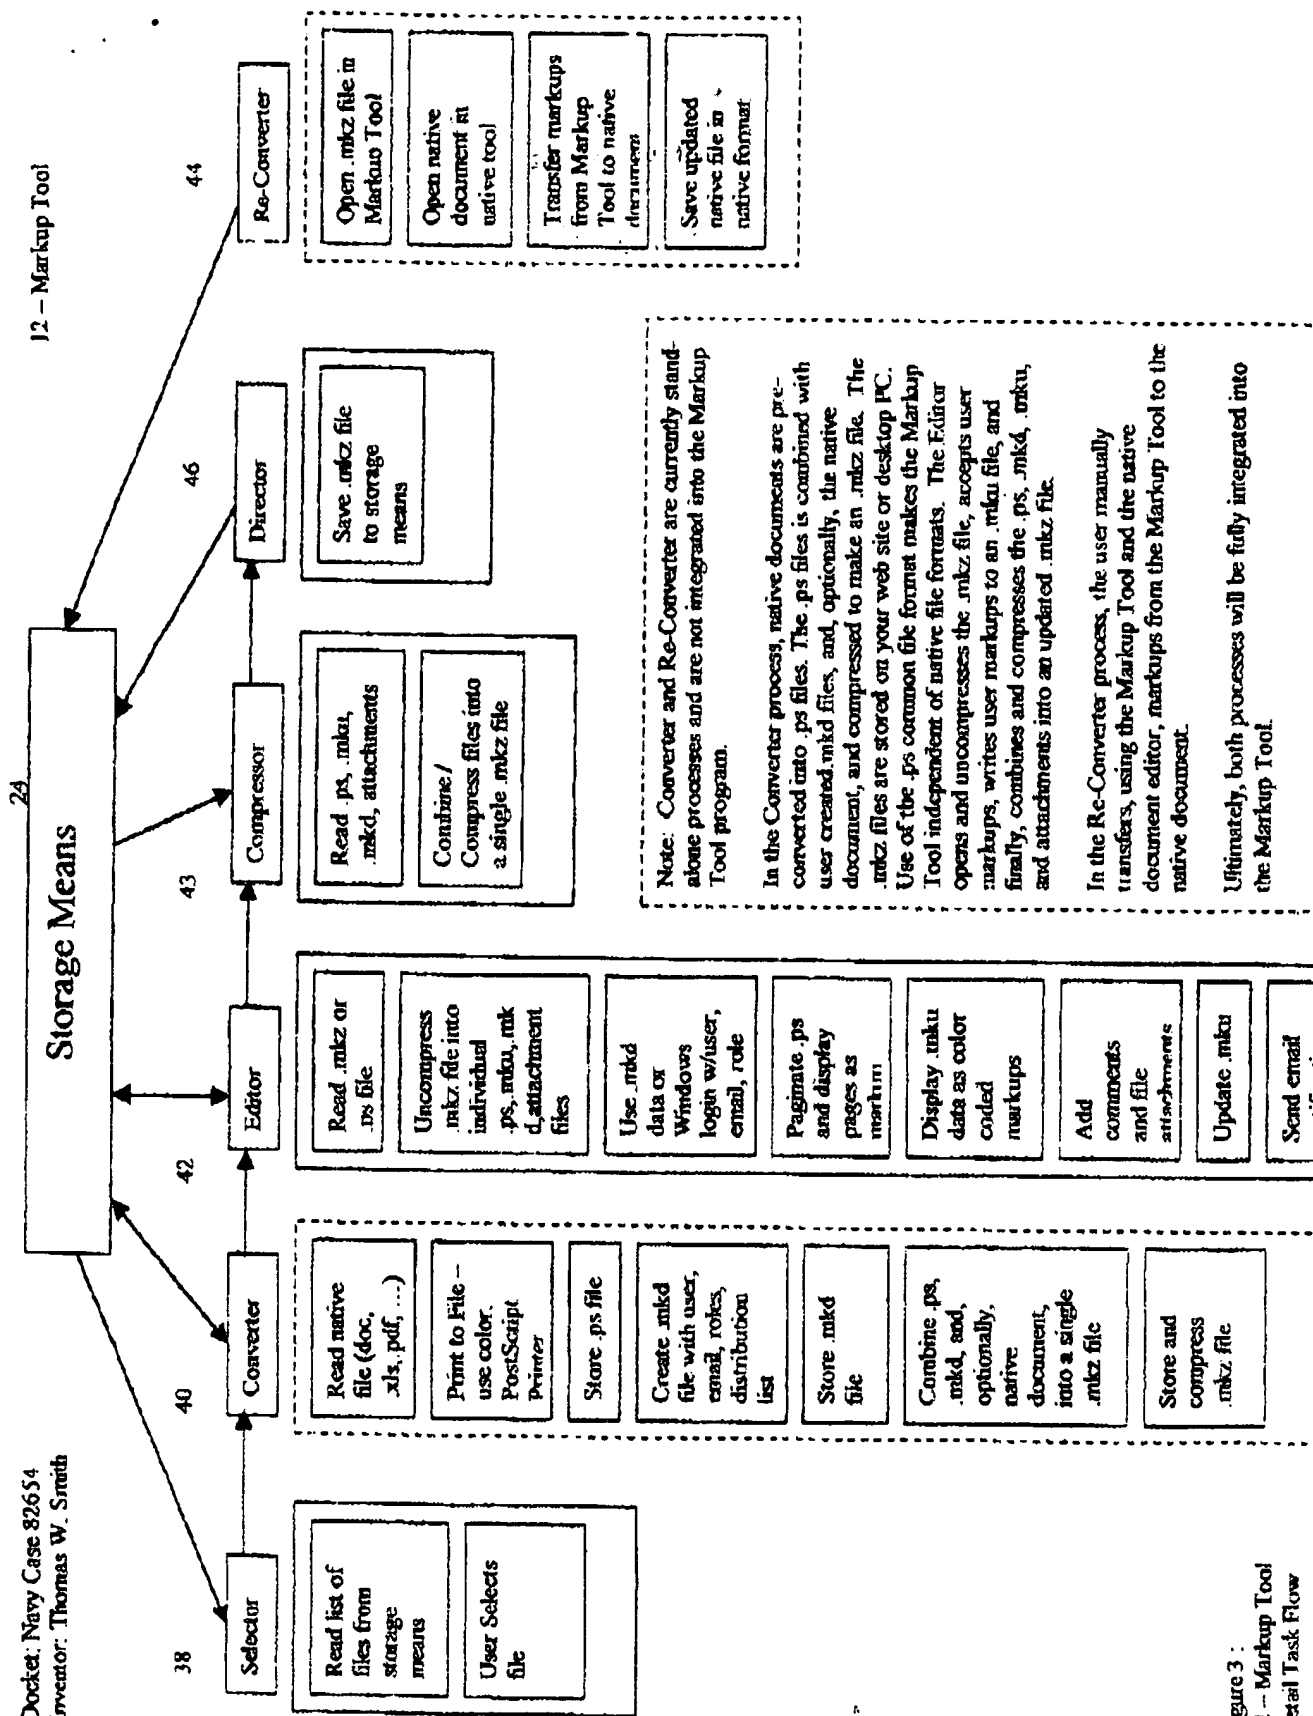 Docket: Navy Case 82654
Inventor: Thomas W. Smith
J2 – Markup Tool
24
Storage Means
38
40
42
43
46
44
Selector
Converter
Editor
Compressor
Director
Re-Converter
Read list of
files from
storage
means
User Selects
file
Read native
file (doc,
.xls, .pdf, ...)
Print to File –
use color.
PostScript
Printer
Store .ps file
Create .mkd
file with user,
email, roles,
distribution
list
Store .mkd
file
Combine .ps,
.mkd, and,
optionally,
native
document,
into a single
.mkz file
Store and
compress
.mkz file
Read .mkz or
.ps file
Uncompress
.mkz file into
individual
.ps, mku, .mk
d,attachment
files
Use .mkd
data or
Windows
login w/user,
email, role
Paginate .ps
and display
pages as
Display .mku
data as color
coded
markups
Add
comments
and file
attachments
Update .mku
Send email
Read .ps, .mku,
.mkd, attachments
Combine /
Compress files into
a single .mkz file
Save .mkz file
to storage
means
Open .mkz file in
Markup Tool
Open native
document in
native tool
Transfer markups
from Markup
Tool to native
document
Save updated
native file in
native format
Note: Converter and Re-Converter are currently stand-
alone processes and are not integrated into the Markup
Tool program.
In the Converter process, native documents are pre-
converted into .ps files. The .ps files is combined with
user created.mkd files, and, optionally, the native
document, and compressed to make an .mkz file. The
.mkz files are stored on your web site or desktop PC.
Use of the .ps common file format makes the Markup
Tool independent of native file formats. The Editor
opens and uncompresses the .mkz file, accepts user
markups, writes user markups to an .mku file, and
finally, combines and compresses the .ps, .mkd, .mku,
and attachments into an updated .mkz file.
In the Re-Converter process, the user manually
transfers, using the Markup Tool and the native
document editor, markups from the Markup Tool to the
native document.
Ultimately, both processes will be fully integrated into
the Markup Tool.
gure 3 :
– Markup Tool
etail Task Flow